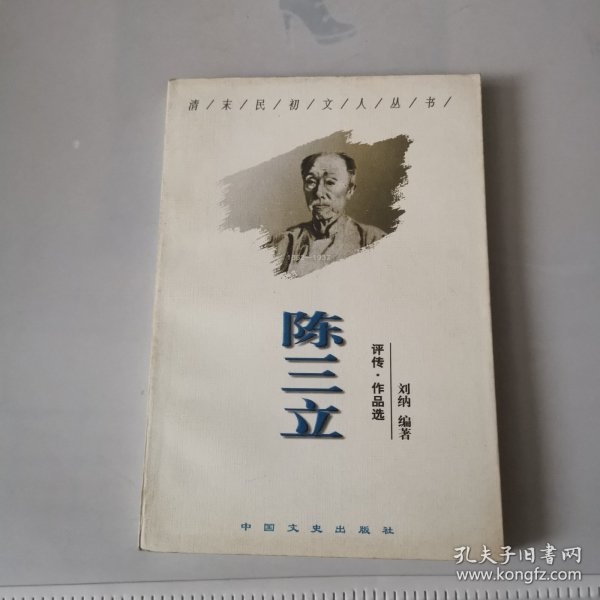 清/末/民/初/文/人/丛/书/
陈三立
评传·作品选
刘纳 编著
中国文史出版社
孔夫子旧书网
www.kongfz.com